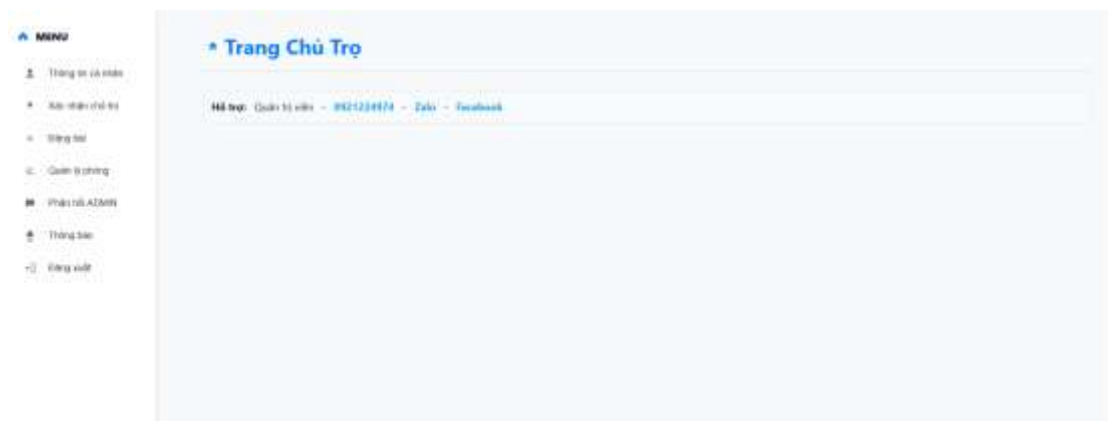 MENU
Thông tin cá nhân
Xác nhận chủ trọ
Đăng bài
Quản lý phòng
Phản hồi ADMIN
Thông báo
Đăng xuất
Trang Chủ Trọ
Hỗ trợ: Quản trị viên - 0921224974 - Zalo - Facebook